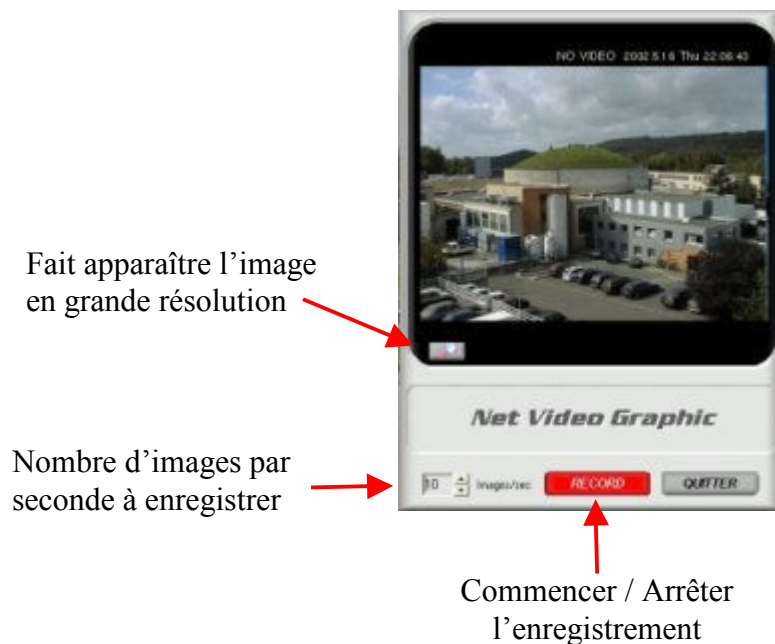 NO VIDEO 2002.5.16 Thu 22:06:43
Fait apparaître l’image
en grande résolution
Net Video Graphic
Nombre d’images par
seconde à enregistrer
10 Images/sec RECORD QUITTER
Commencer / Arrêter
l’enregistrement